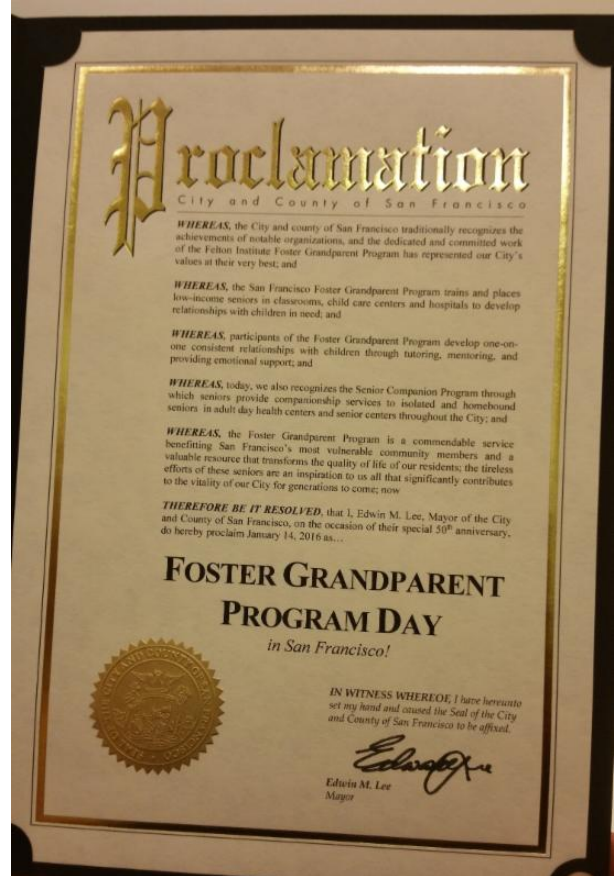 Proclamation
City and County of San Francisco
WHEREAS, the City and county of San Francisco traditionally recognizes the
achievements of notable organizations, and the dedicated and committed work
of the Felton Institute Foster Grandparent Program has represented our City's
values at their very best; and
WHEREAS, the San Francisco Foster Grandparent Program trains and places
low-income seniors in classrooms, child care centers and hospitals to develop
relationships with children in need; and
WHEREAS, participants of the Foster Grandparent Program develop one-on-
one consistent relationships with children through tutoring, mentoring, and
providing emotional support; and
WHEREAS, today, we also recognizes the Senior Companion Program through
which seniors provide companionship services to isolated and homebound
seniors in adult day health centers and senior centers throughout the City; and
WHEREAS, the Foster Grandparent Program is a commendable service
benefitting San Francisco's most vulnerable community members and a
valuable resource that transforms the quality of life of our residents; the tireless
efforts of these seniors are an inspiration to us all that significantly contributes
to the vitality of our City for generations to come; now
THEREFORE BE IT RESOLVED, that I, Edwin M. Lee, Mayor of the City
and County of San Francisco, on the occasion of their special 50th anniversary,
do hereby proclaim January 14, 2016 as…
FOSTER GRANDPARENT
PROGRAM DAY
in San Francisco!
IN WITNESS WHEREOF, I have hereunto
set my hand and caused the Seal of the City
and County of San Francisco to be affixed.
Edwin M. Lee
Mayor